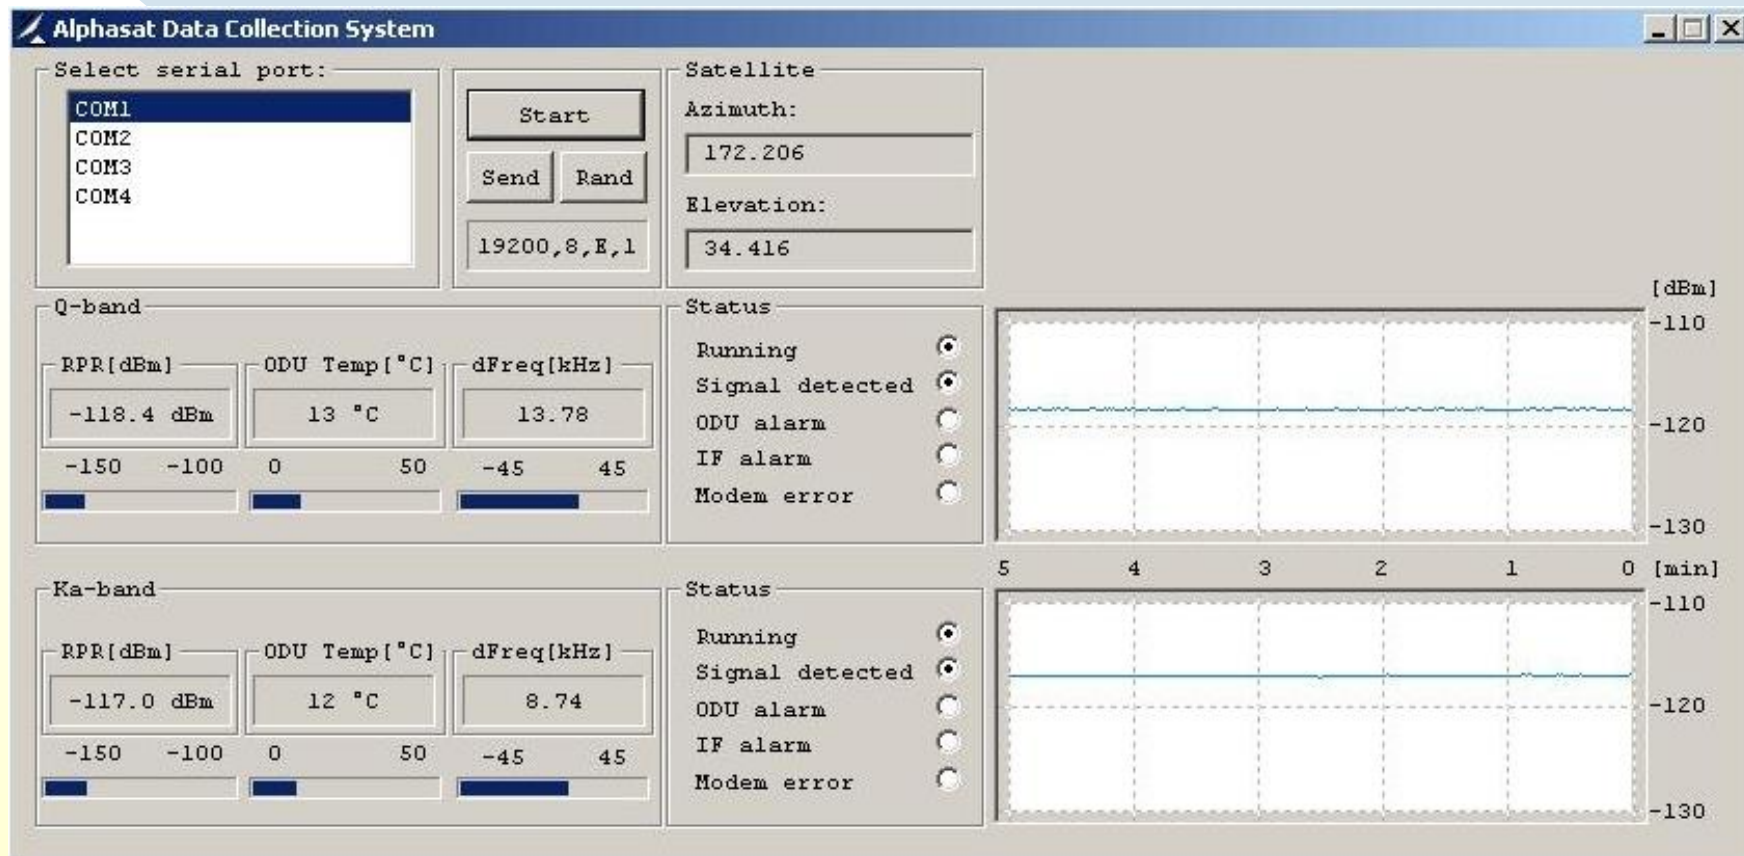 Alphasat Data Collection System
Select serial port:
COM1
COM2
COM3
COM4
Start
Send Rand
19200,8,E,1
Satellite
Azimuth:
172.206
Elevation:
34.416
Q-band
RPR[dBm] ODU Temp[°C] dFreq[kHz]
-118.4 dBm 13 °C 13.78
-150 -100 0 50 -45 45
Status
Running
Signal detected
ODU alarm
IF alarm
Modem error
[dBm]
-110
-120
-130
5 4 3 2 1 0 [min]
Ka-band
RPR[dBm] ODU Temp[°C] dFreq[kHz]
-117.0 dBm 12 °C 8.74
-150 -100 0 50 -45 45
Status
Running
Signal detected
ODU alarm
IF alarm
Modem error
-110
-120
-130